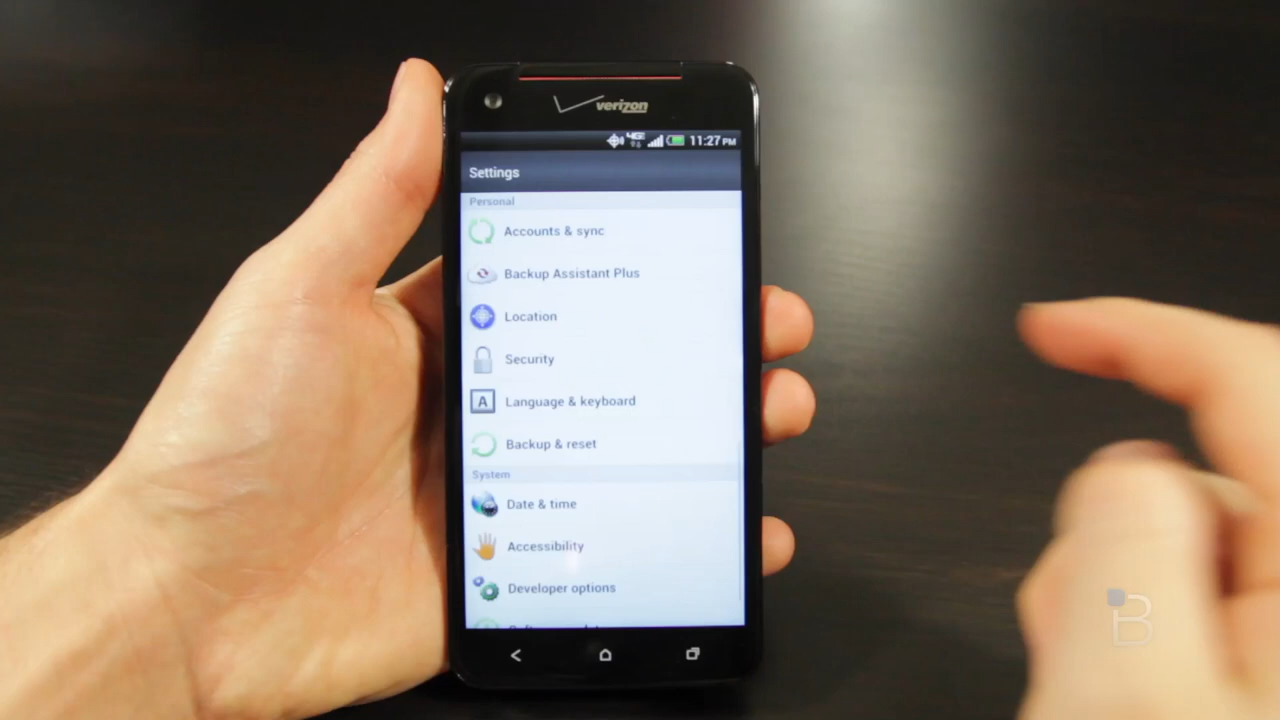 verizon
4G 11:27 PM
Settings
Personal
Accounts & sync
Backup Assistant Plus
Location
Security
A Language & keyboard
Backup & reset
System
Date & time
Accessibility
Developer options
B